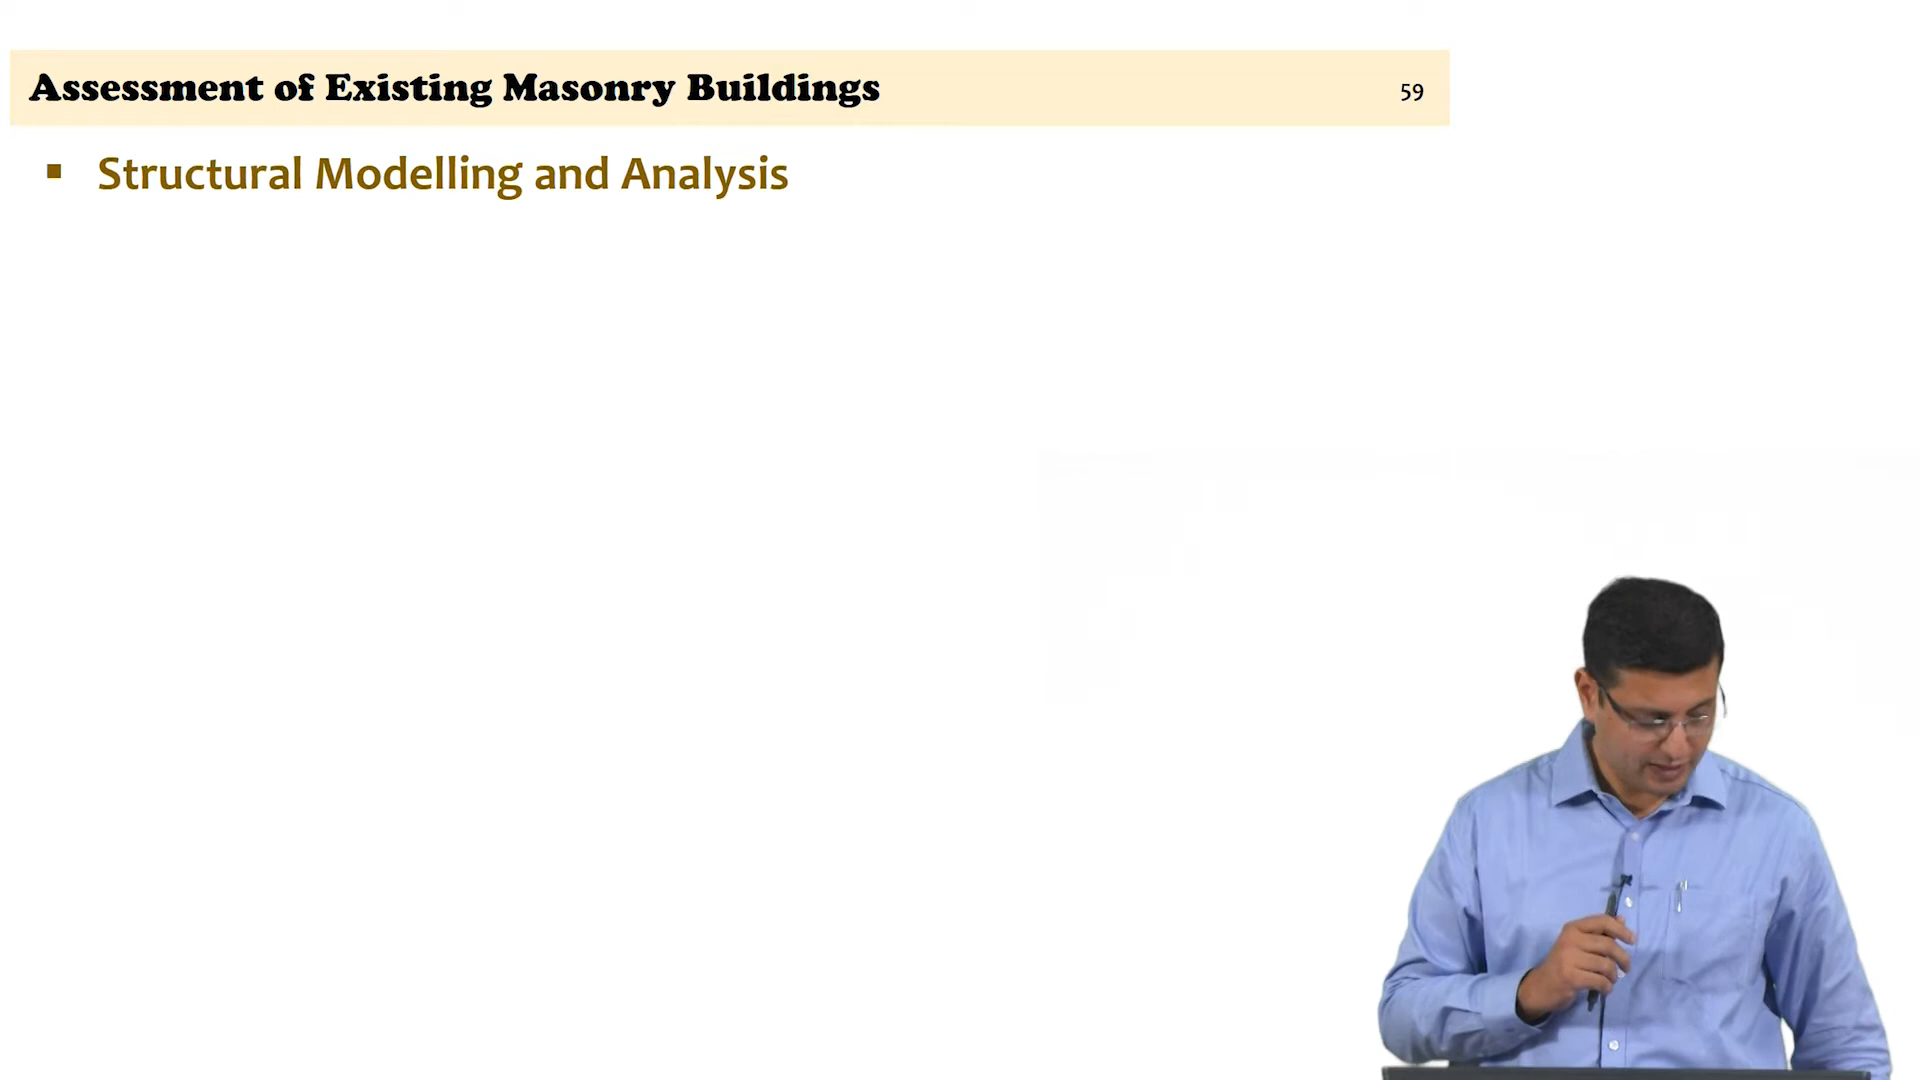 Assessment of Existing Masonry Buildings 59
▪ Structural Modelling and Analysis